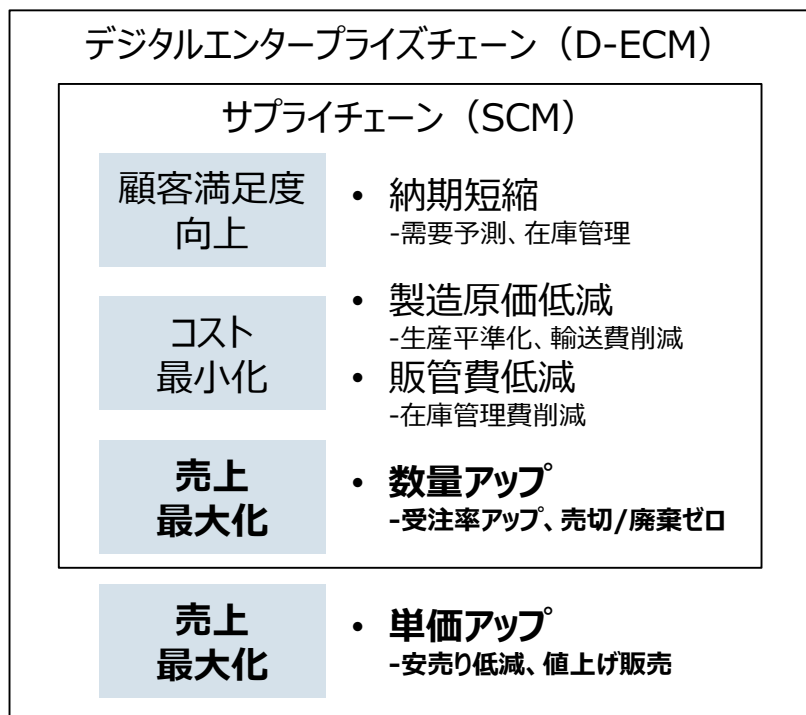 デジタルエンタープライズチェーン（D-ECM）
サプライチェーン（SCM）
顧客満足度
向上
• 納期短縮
-需要予測、在庫管理
コスト
最小化
• 製造原価低減
-生産平準化、輸送費削減
• 販管費低減
-在庫管理費削減
売上
最大化
• 数量アップ
-受注率アップ、売切/廃棄ゼロ
売上
最大化
• 単価アップ
-安売り低減、値上げ販売